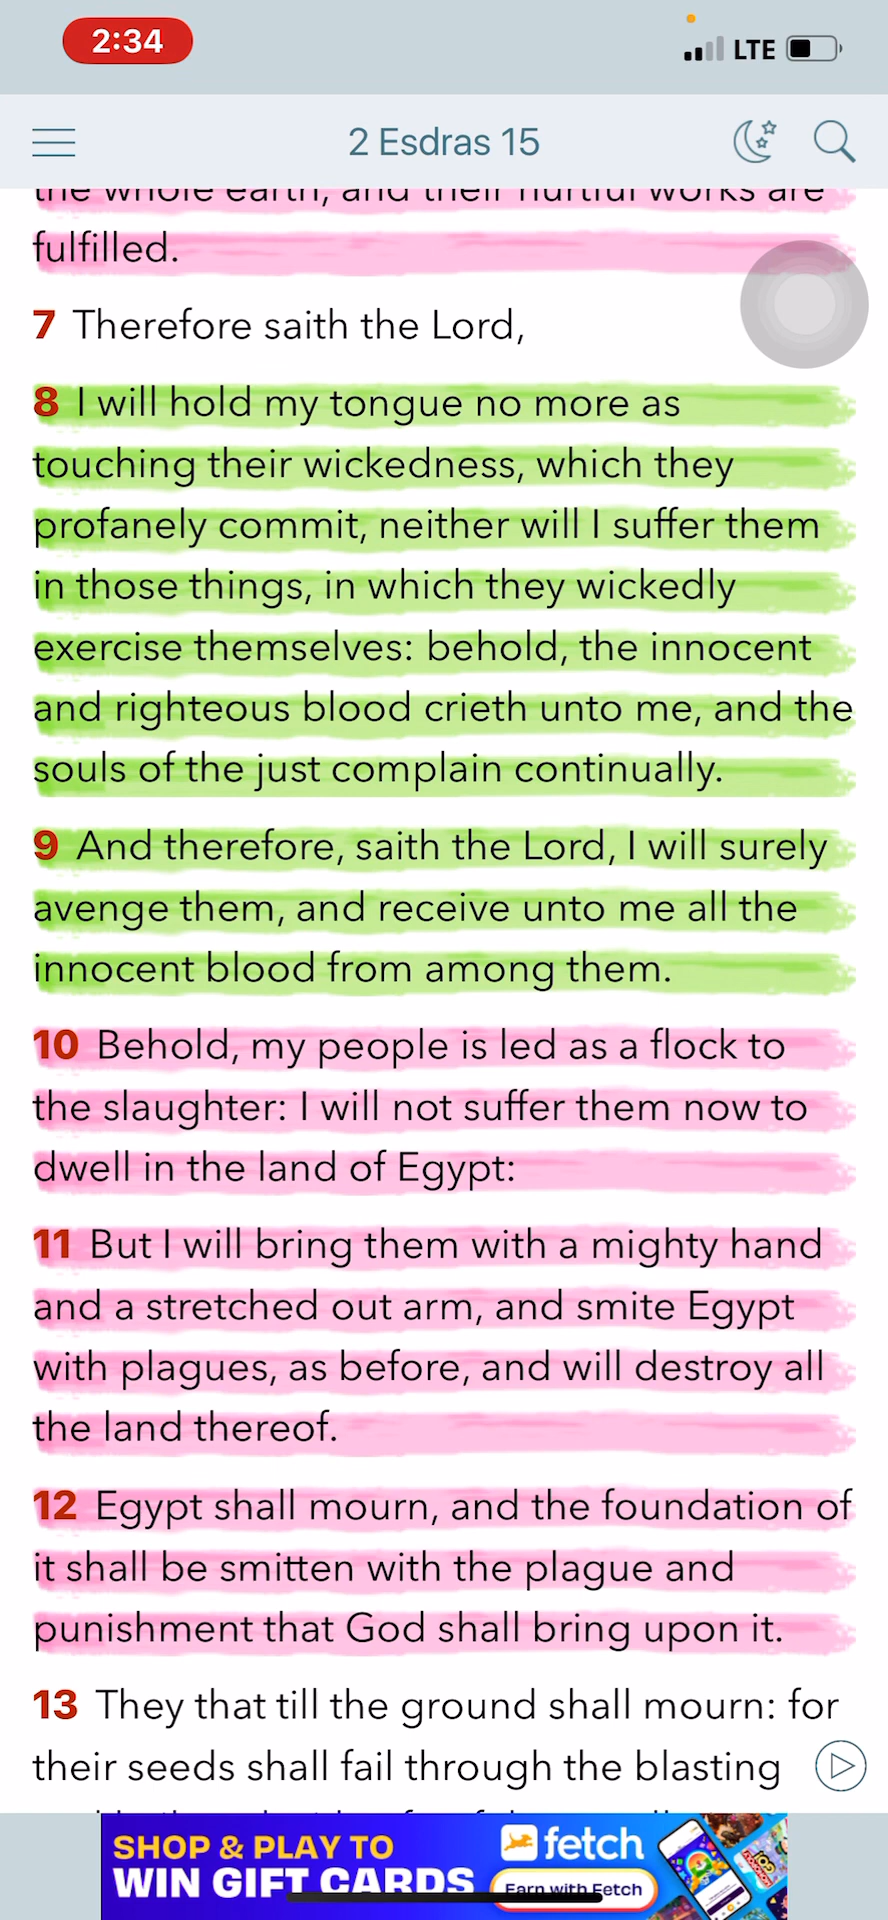 2:34
LTE
2 Esdras 15
the whole earth, and their hurtful works are
fulfilled.
7 Therefore saith the Lord,
8 I will hold my tongue no more as
touching their wickedness, which they
profanely commit, neither will I suffer them
in those things, in which they wickedly
exercise themselves: behold, the innocent
and righteous blood crieth unto me, and the
souls of the just complain continually.
9 And therefore, saith the Lord, I will surely
avenge them, and receive unto me all the
innocent blood from among them.
10 Behold, my people is led as a flock to
the slaughter: I will not suffer them now to
dwell in the land of Egypt:
11 But I will bring them with a mighty hand
and a stretched out arm, and smite Egypt
with plagues, as before, and will destroy all
the land thereof.
12 Egypt shall mourn, and the foundation of
it shall be smitten with the plague and
punishment that God shall bring upon it.
13 They that till the ground shall mourn: for
their seeds shall fail through the blasting
SHOP & PLAY TO
WIN GIFT CARDS
fetch
Earn with Fetch